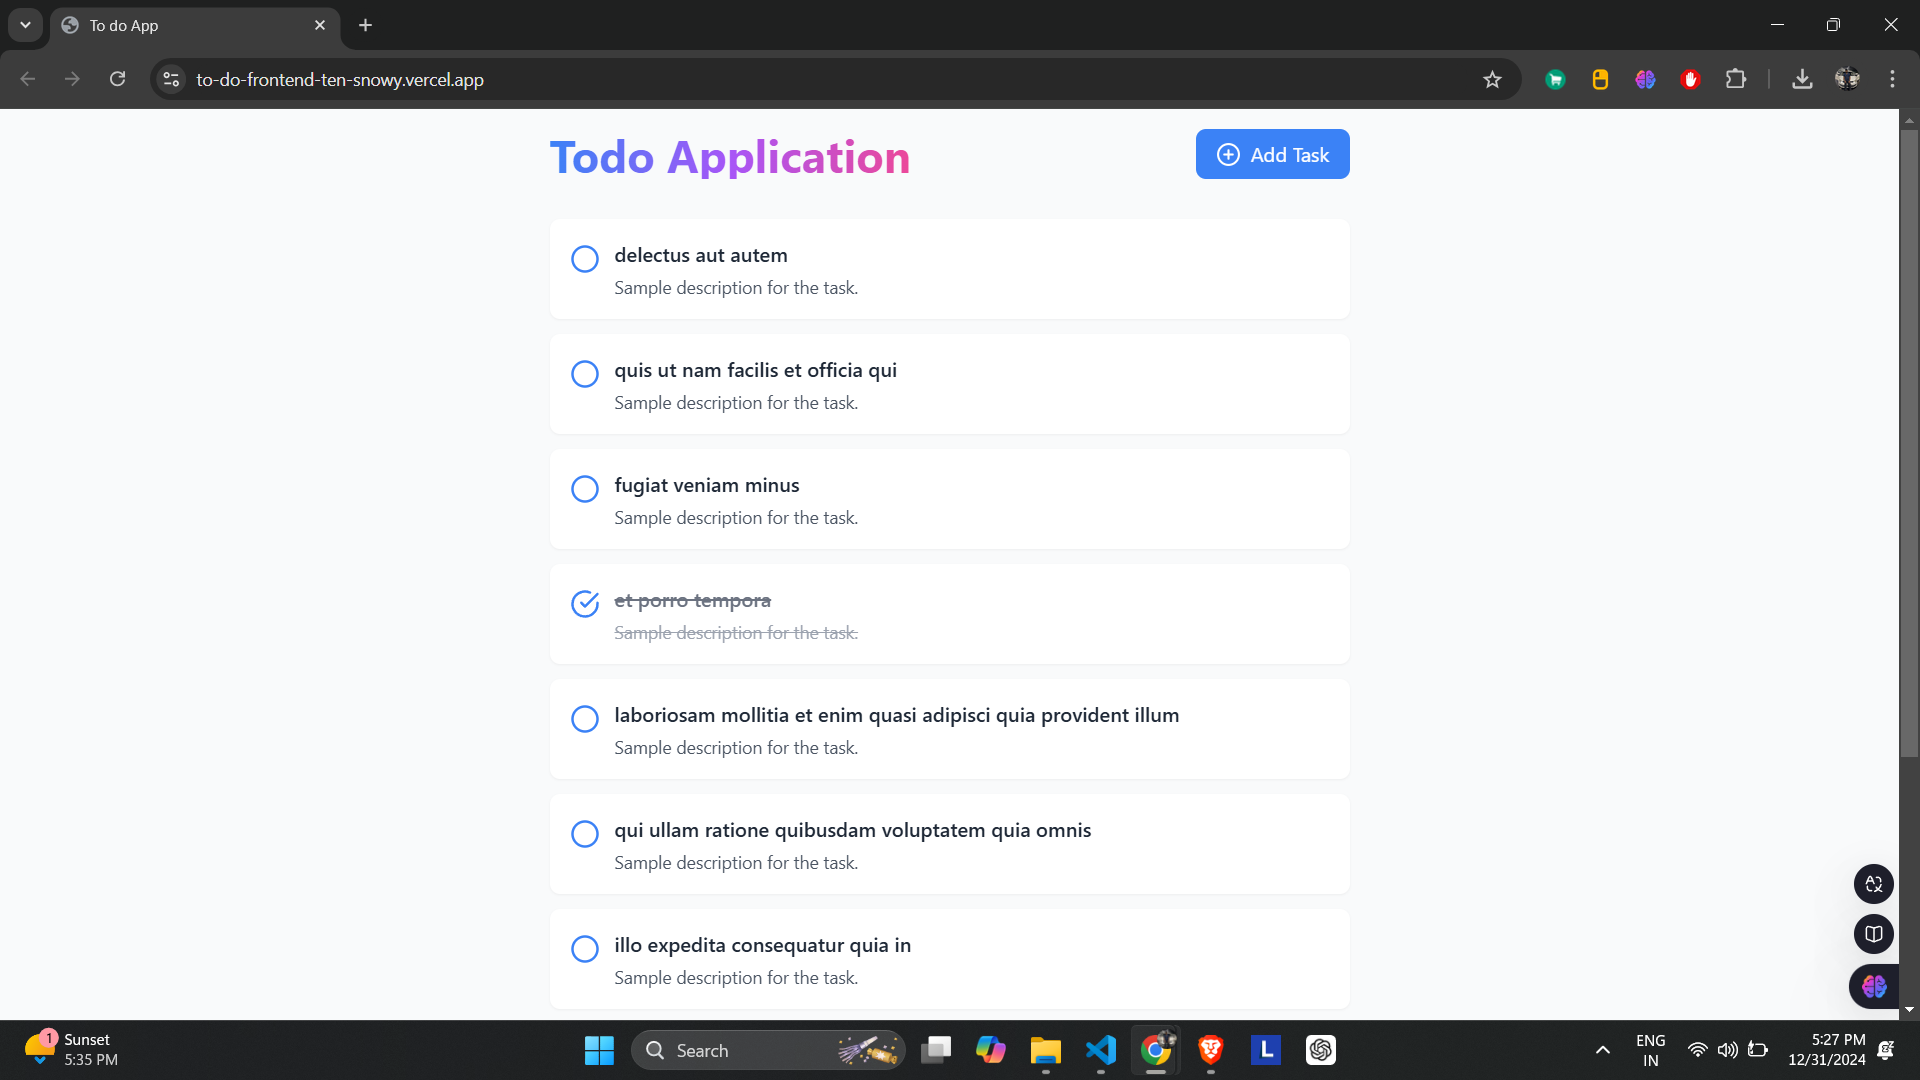 To do App
to-do-frontend-ten-snowy.vercel.app
Todo Application
Add Task
delectus aut autem
Sample description for the task.
quis ut nam facilis et officia qui
Sample description for the task.
fugiat veniam minus
Sample description for the task.
et porro tempora
Sample description for the task.
laboriosam mollitia et enim quasi adipisci quia provident illum
Sample description for the task.
qui ullam ratione quibusdam voluptatem quia omnis
Sample description for the task.
illo expedita consequatur quia in
Sample description for the task.
1
Sunset
5:35 PM
Search
L
ENG
IN
5:27 PM
12/31/2024